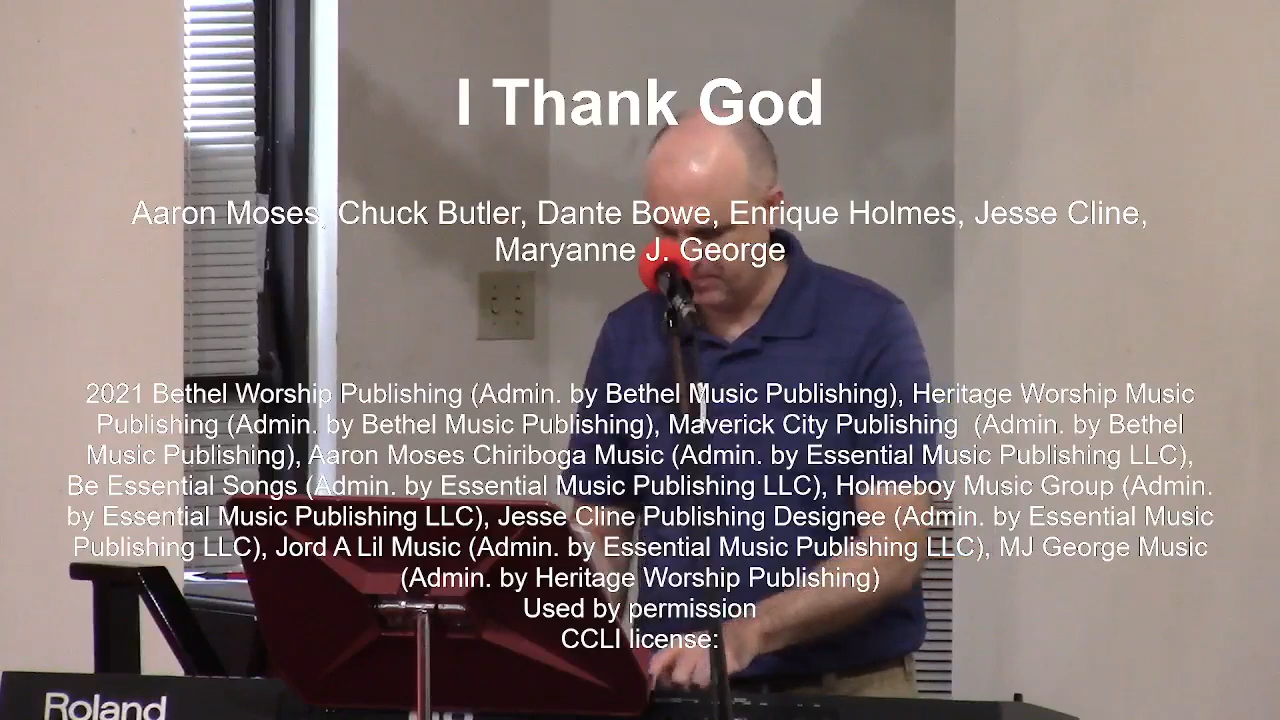 I Thank God
Aaron Moses, Chuck Butler, Dante Bowe, Enrique Holmes, Jesse Cline,
Maryanne J. George
2021 Bethel Worship Publishing (Admin. by Bethel Music Publishing), Heritage Worship Music
Publishing (Admin. by Bethel Music Publishing), Maverick City Publishing (Admin. by Bethel
Music Publishing), Aaron Moses Chiriboga Music (Admin. by Essential Music Publishing LLC),
Be Essential Songs (Admin. by Essential Music Publishing LLC), Holmeboy Music Group (Admin.
by Essential Music Publishing LLC), Jesse Cline Publishing Designee (Admin. by Essential Music
Publishing LLC), Jord A Lil Music (Admin. by Essential Music Publishing LLC), MJ George Music
(Admin. by Heritage Worship Publishing)
Used by permission
CCLI license:
Roland